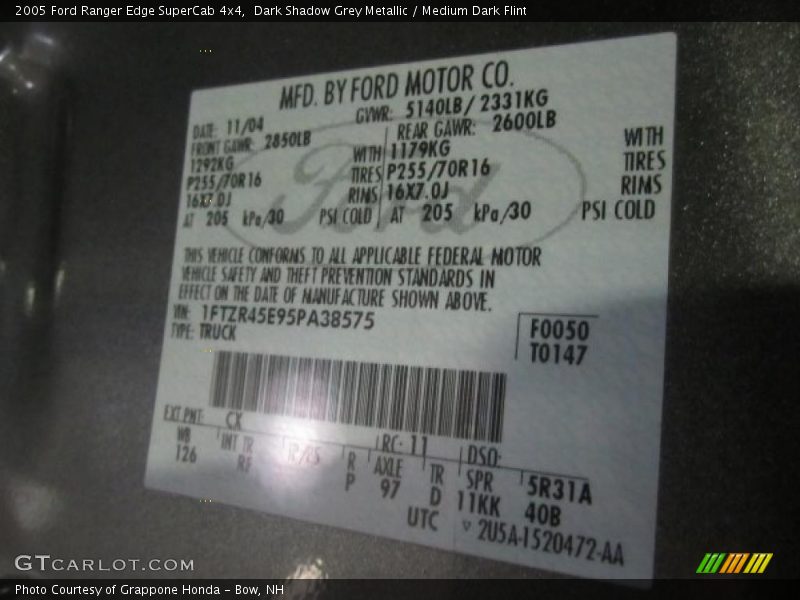 2005 Ford Ranger Edge SuperCab 4x4, Dark Shadow Grey Metallic / Medium Dark Flint
MFD. BY FORD MOTOR CO.
DATE: 11/04 GVWR: 5140LB/ 2331KG
FRONT GAWR: 2850LB REAR GAWR: 2600LB
1292KG WITH 1179KG WITH
P255/70R16 TIRES P255/70R16 TIRES
16X7.0J RIMS 16X7.0J RIMS
AT 205 kPa/30 PSI COLD AT 205 kPa/30 PSI COLD
Ford
THIS VEHICLE CONFORMS TO ALL APPLICABLE FEDERAL MOTOR
VEHICLE SAFETY AND THEFT PREVENTION STANDARDS IN
EFFECT ON THE DATE OF MANUFACTURE SHOWN ABOVE.
VIN: 1FTZR45E95PA38575
TYPE: TRUCK
F0050
T0147
EXT PNT: CX RC: 11 DSO:
WB INT TR TP/PS R AXLE TR SPR 5R31A
126 RF P 97 D 11KK 40B
UTC 2U5A-1520472-AA
GTCARLOT.COM
Photo Courtesy of Grappone Honda - Bow, NH